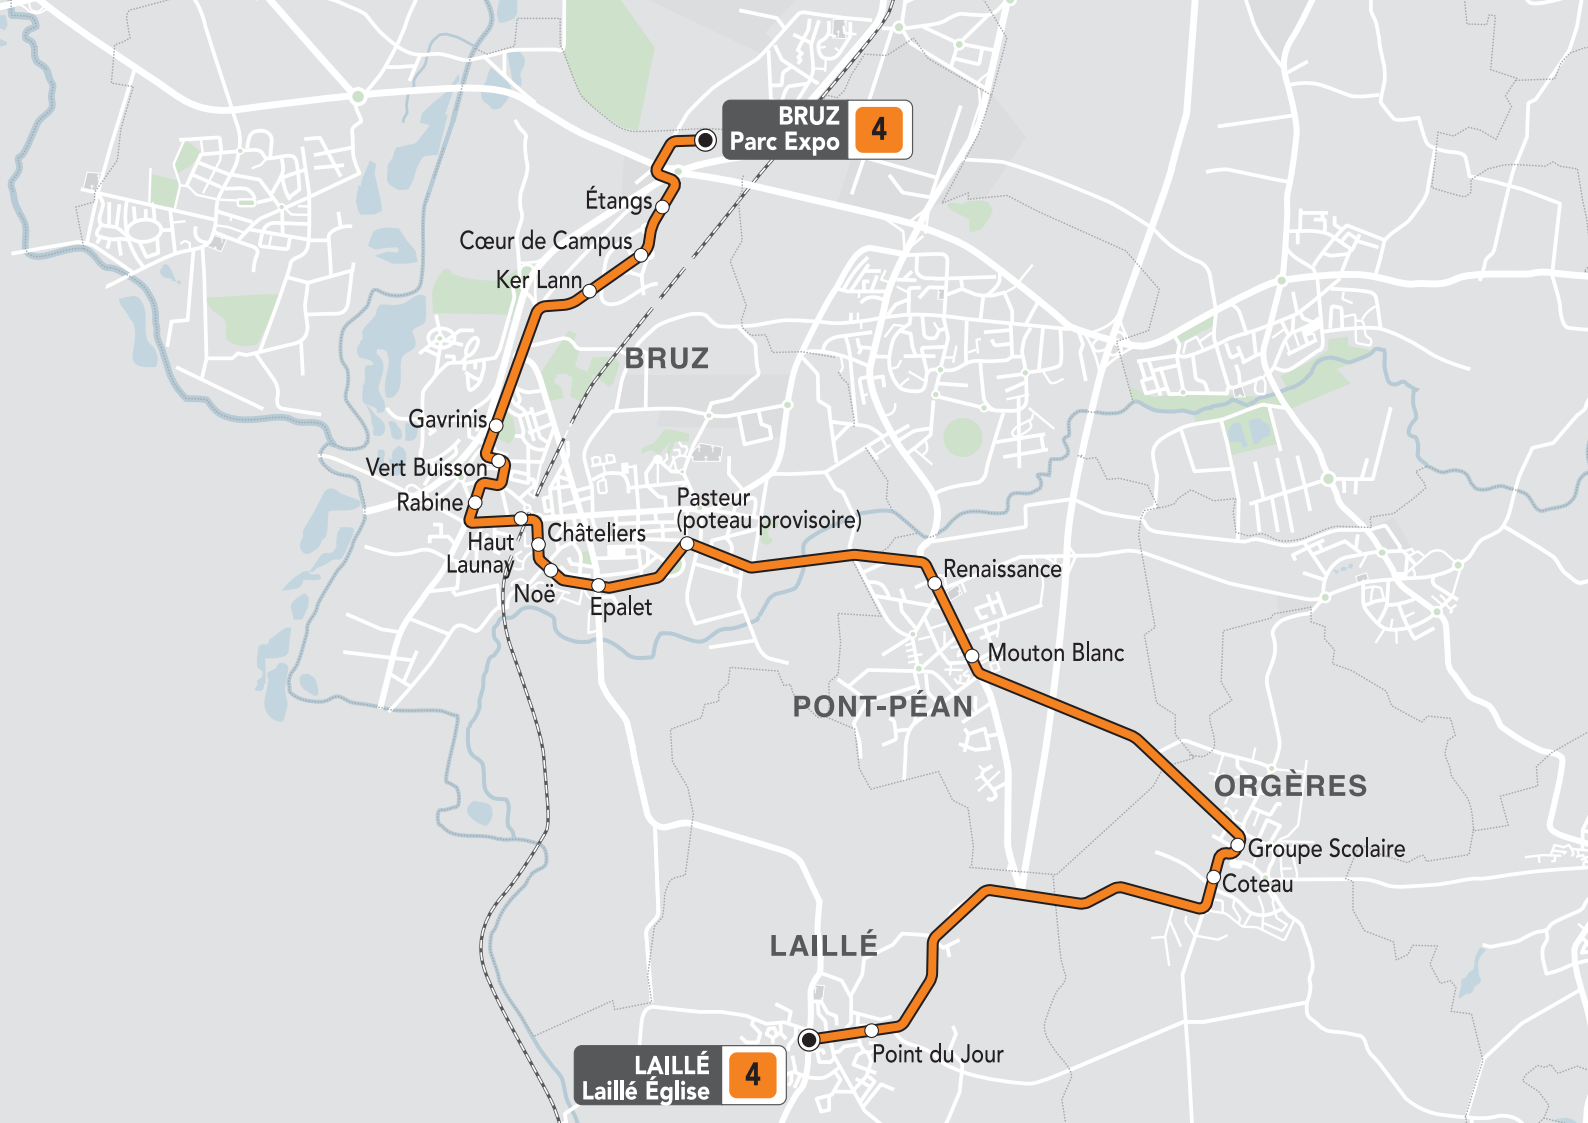 BRUZ
Parc Expo
4
Étangs
Cœur de Campus
Ker Lann
BRUZ
Gavrinis
Vert Buisson
Rabine
Pasteur
(poteau provisoire)
Châteliers
Haut
Launay
Noë
Epalet
Renaissance
Mouton Blanc
PONT-PÉAN
ORGÈRES
Groupe Scolaire
Coteau
LAILLÉ
Point du Jour
LAILLÉ
Laillé Église
4